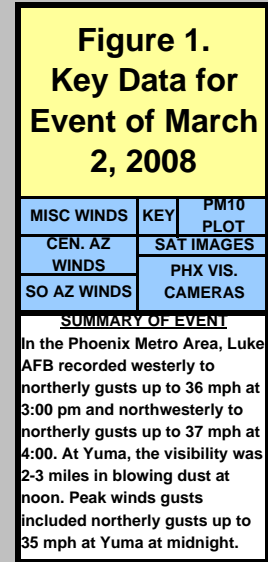 Figure 1.
Key Data for
Event of March
2, 2008
MISC WINDS
KEY
PM10
PLOT
CEN. AZ
WINDS
SAT IMAGES
SO AZ WINDS
PHX VIS.
CAMERAS
SUMMARY OF EVENT
In the Phoenix Metro Area, Luke
AFB recorded westerly to
northerly gusts up to 36 mph at
3:00 pm and northwesterly to
northerly gusts up to 37 mph at
4:00. At Yuma, the visibility was
2-3 miles in blowing dust at
noon. Peak winds gusts
included northerly gusts up to
35 mph at Yuma at midnight.